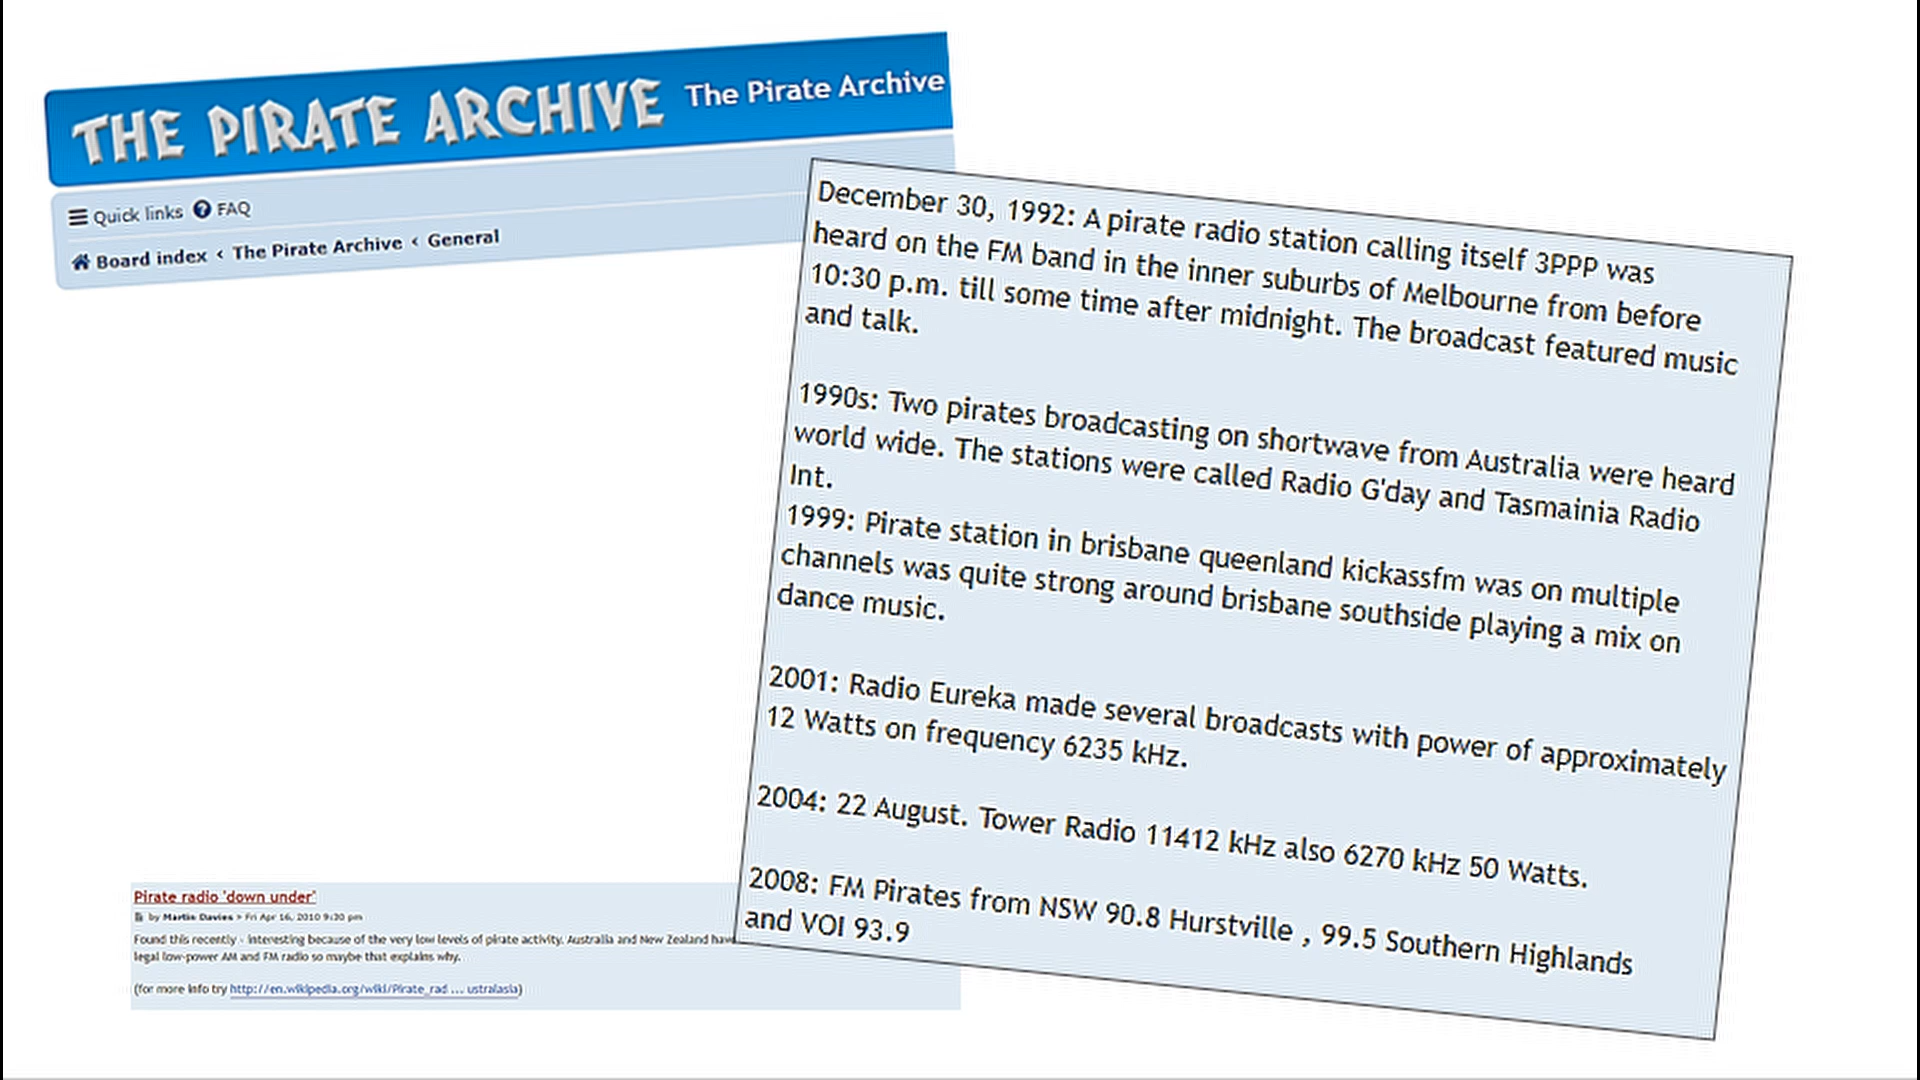 THE PIRATE ARCHIVE
The Pirate Archive
Quick links FAQ
Board index ‹ The Pirate Archive ‹ General
December 30, 1992: A pirate radio station calling itself 3PPP was
heard on the FM band in the inner suburbs of Melbourne from before
10:30 p.m. till some time after midnight. The broadcast featured music
and talk.
1990s: Two pirates broadcasting on shortwave from Australia were heard
world wide. The stations were called Radio G'day and Tasmainia Radio
Int.
1999: Pirate station in brisbane queenland kickassfm was on multiple
channels was quite strong around brisbane southside playing a mix on
dance music.
2001: Radio Eureka made several broadcasts with power of approximately
12 Watts on frequency 6235 kHz.
2004: 22 August. Tower Radio 11412 kHz also 6270 kHz 50 Watts.
2008: FM Pirates from NSW 90.8 Hurstville , 99.5 Southern Highlands
and VOI 93.9
Pirate radio 'down under'
by Martin Davies » Fri Apr 16, 2010 9:20 pm
Found this recently - interesting because of the very low levels of pirate activity. Australia and New Zealand have
legal low-power AM and FM radio so maybe that explains why.
(for more info try http://en.wikipedia.org/wiki/Pirate_rad ... ustralasia)